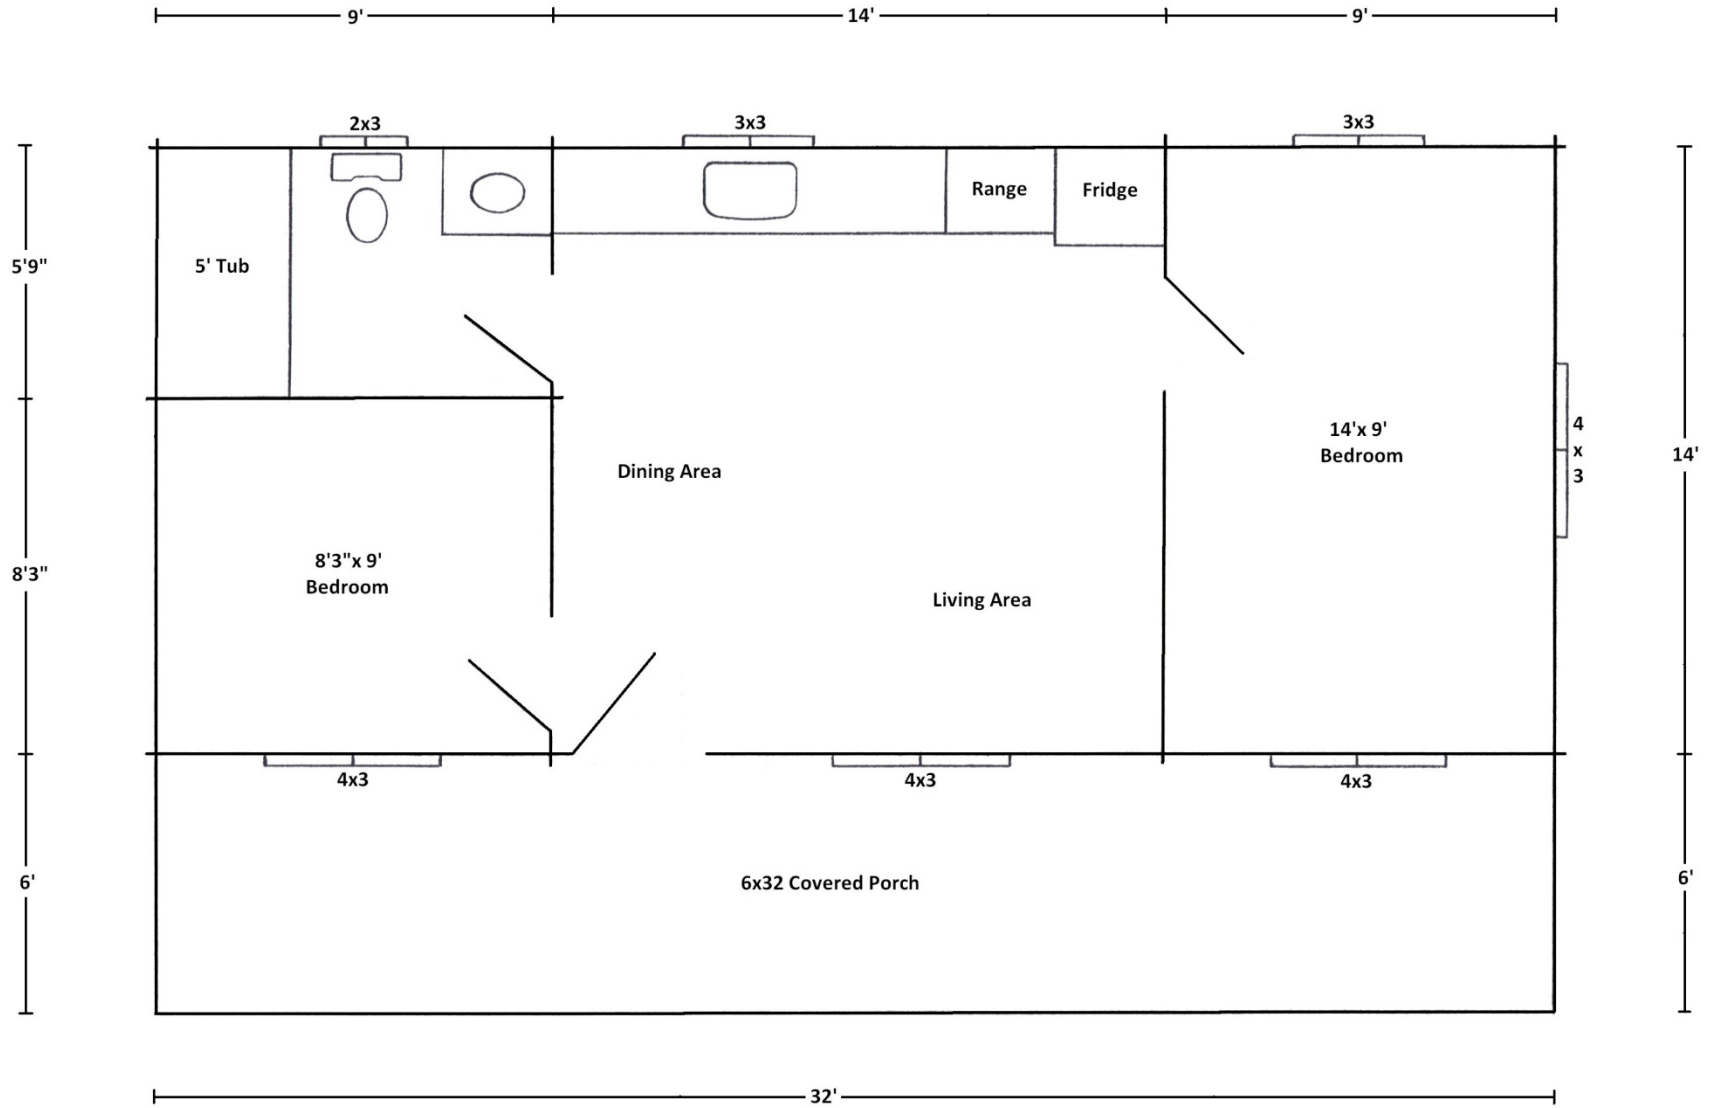 9'
14'
9'
2x3
3x3
3x3
Range
Fridge
5' Tub
5'9"
4
x
3
14'x 9'
Bedroom
14'
Dining Area
8'3"x 9'
Bedroom
8'3"
Living Area
4x3
4x3
4x3
6'
6x32 Covered Porch
6'
32'